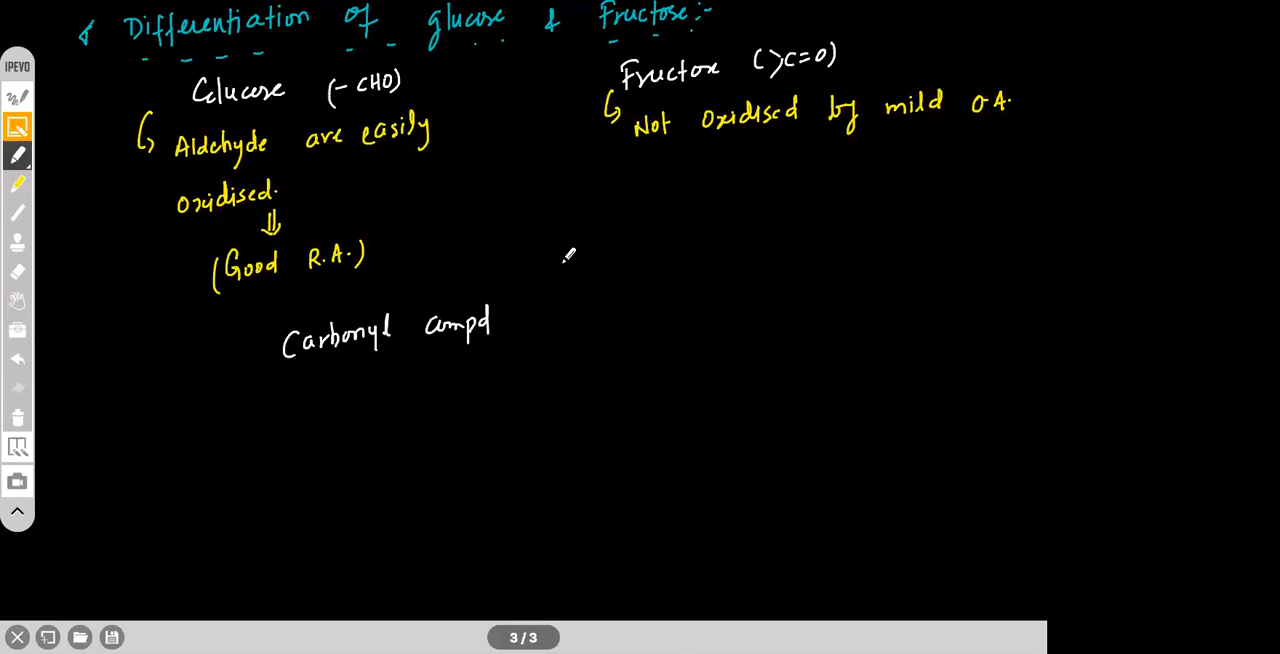 Differentiation of glucose & Fructose:-
Glucose (-CHO)
Aldehyde are easily
oxidised.
(Good R.A.)
Fructose (>C=O)
Not Oxidised by mild O.A.
Carbonyl compd
IPEVO
3/3